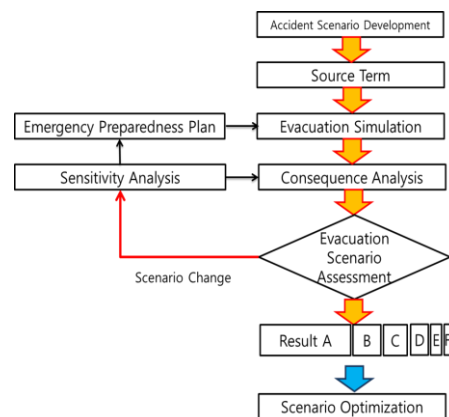 Accident Scenario Development
Source Term
Emergency Preparedness Plan
Evacuation Simulation
Sensitivity Analysis
Consequence Analysis
Evacuation
Scenario
Assessment
Scenario Change
Result A
B
C
D
E
F
Scenario Optimization